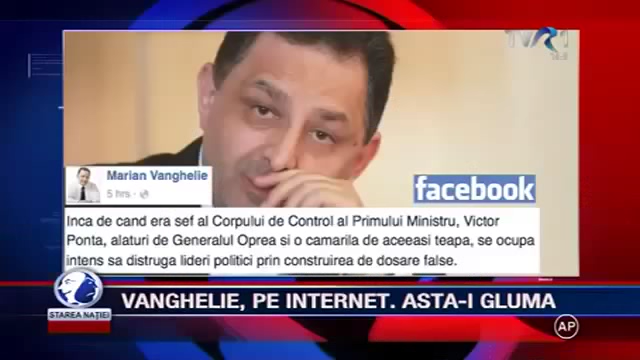 TVR1
Marian Vanghelie
5 hrs ·
facebook
Inca de cand era sef al Corpului de Control al Primului Ministru, Victor
Ponta, alaturi de Generalul Oprea si o camarila de aceeasi teapa, se ocupa
intens sa distruga lideri politici prin construirea de dosare false.
VANGHELIE, PE INTERNET. ASTA-I GLUMA
STAREA NAȚIEI
AP